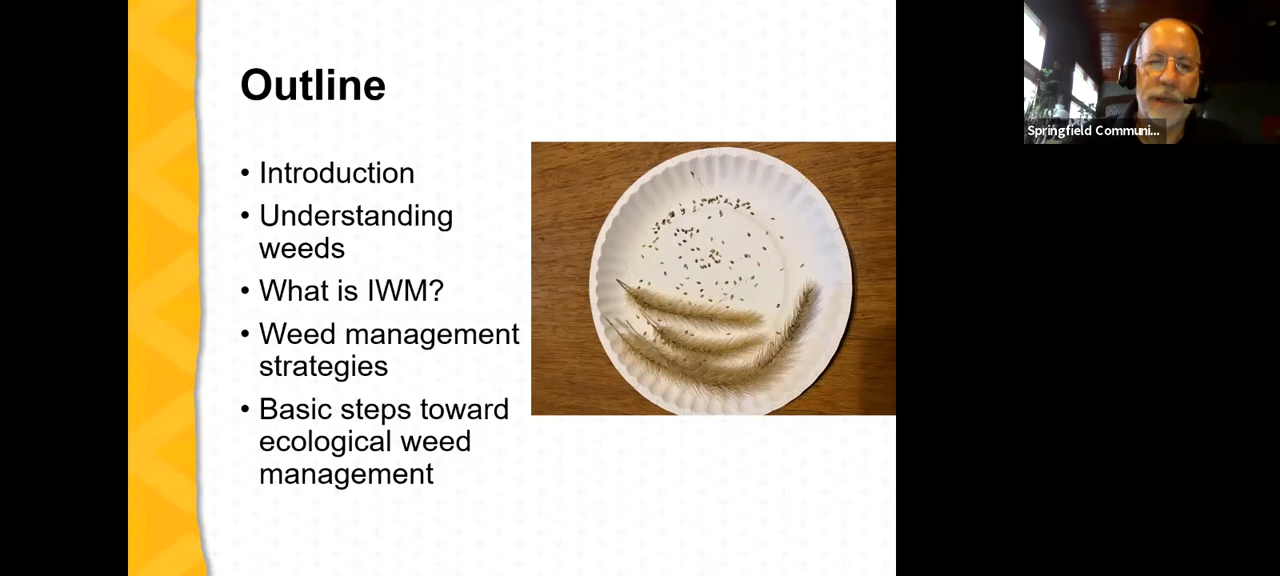 Outline
• Introduction
• Understanding
weeds
• What is IWM?
• Weed management
strategies
• Basic steps toward
ecological weed
management
Springfield Communi...